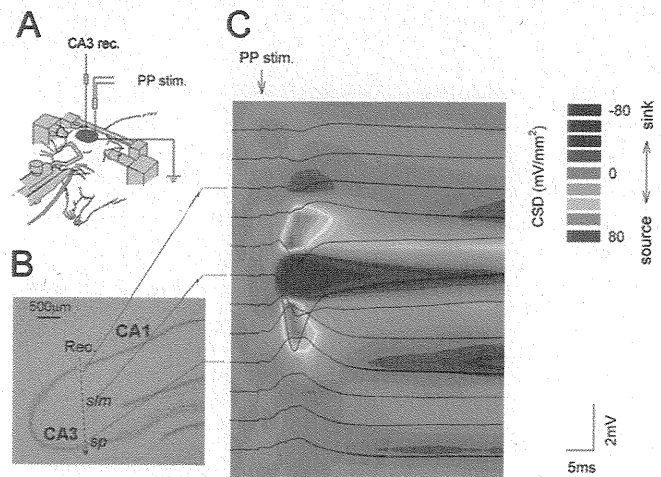 A
CA3 rec.
PP stim.
B
500µm
CA1
Rec.
slm
CA3
sp
C
PP stim.
CSD (mV/mm²)
-80
0
80
sink
source
2mV
5ms